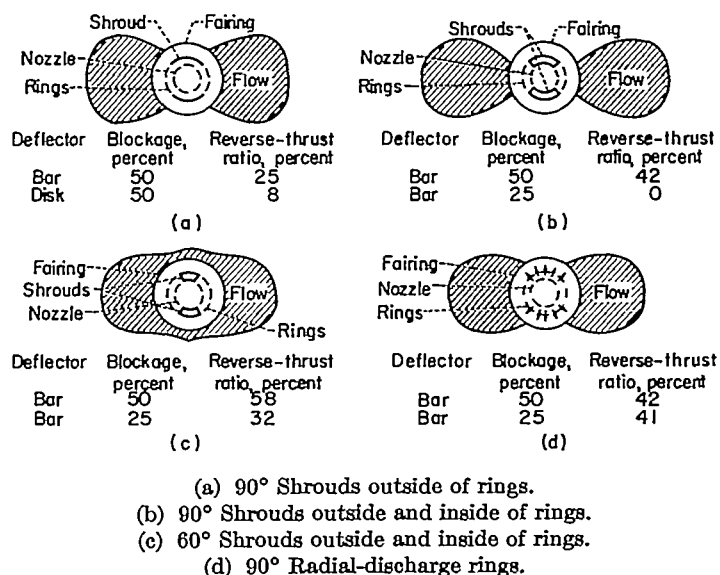 Shroud Fairing
Nozzle
Rings
Flow
Deflector Blockage, percent Reverse-thrust ratio, percent
Bar 50 25
Disk 50 8
(a)
Shrouds Fairing
Nozzle
Rings
Flow
Deflector Blockage, percent Reverse-thrust ratio, percent
Bar 50 42
Bar 25 0
(b)
Fairing
Shrouds
Nozzle
Flow
Rings
Deflector Blockage, percent Reverse-thrust ratio, percent
Bar 50 58
Bar 25 32
(c)
Fairing
Nozzle
Rings
Flow
Deflector Blockage, percent Reverse-thrust ratio, percent
Bar 50 42
Bar 25 41
(d)
(a) 90° Shrouds outside of rings.
(b) 90° Shrouds outside and inside of rings.
(c) 60° Shrouds outside and inside of rings.
(d) 90° Radial-discharge rings.